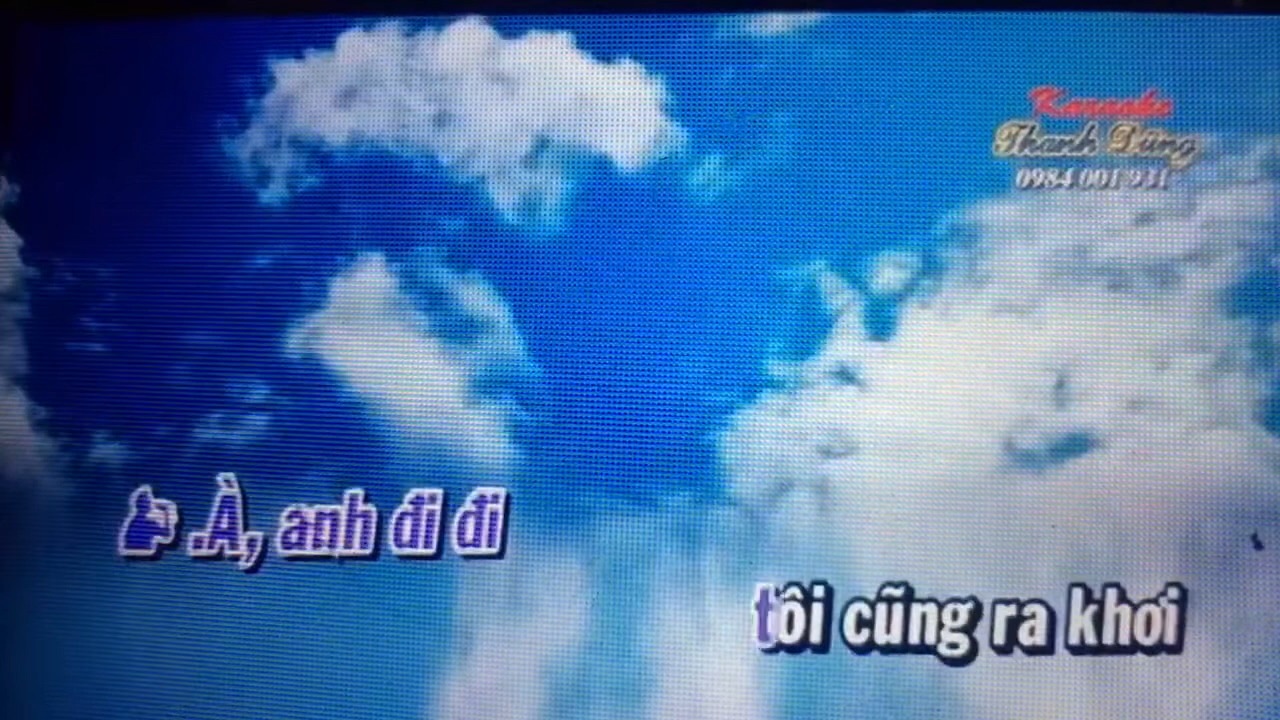 Karaoke
Thanh Dũng
0984 001 931
.À, anh đi đi
tôi cũng ra khơi